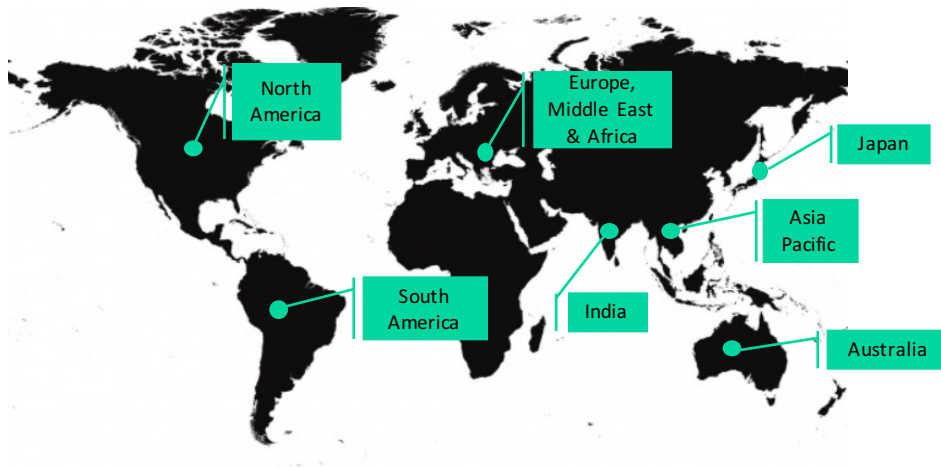 North
America
Europe,
Middle East
& Africa
Japan
Asia
Pacific
South
America
India
Australia